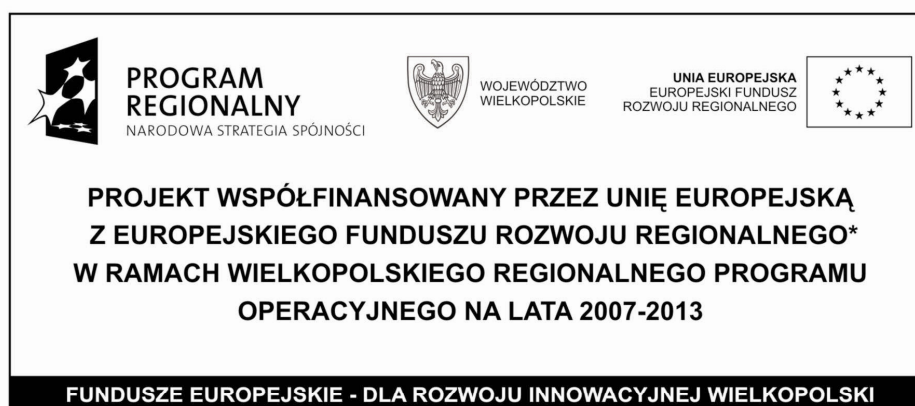 PROGRAM
REGIONALNY
NARODOWA STRATEGIA SPÓJNOŚCI
WOJEWÓDZTWO
WIELKOPOLSKIE
UNIA EUROPEJSKA
EUROPEJSKI FUNDUSZ
ROZWOJU REGIONALNEGO
PROJEKT WSPÓŁFINANSOWANY PRZEZ UNIĘ EUROPEJSKĄ
Z EUROPEJSKIEGO FUNDUSZU ROZWOJU REGIONALNEGO*
W RAMACH WIELKOPOLSKIEGO REGIONALNEGO PROGRAMU
OPERACYJNEGO NA LATA 2007-2013
FUNDUSZE EUROPEJSKIE - DLA ROZWOJU INNOWACYJNEJ WIELKOPOLSKI